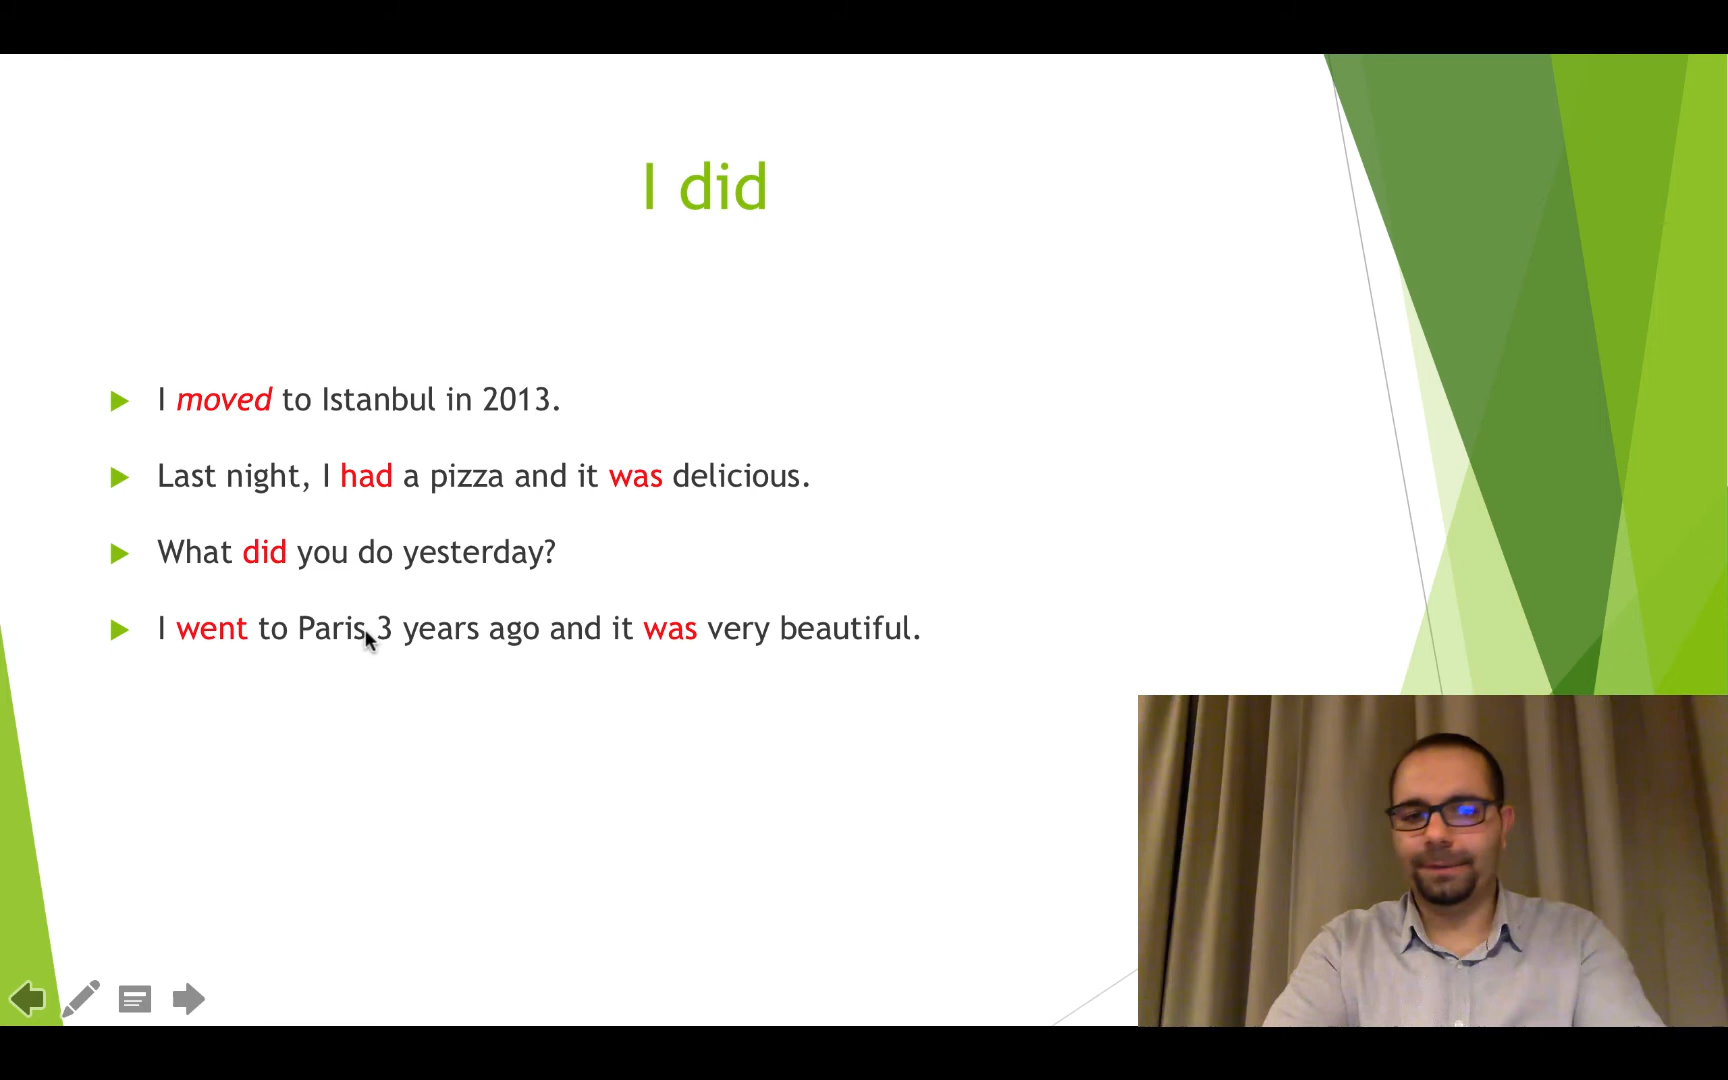 I did
I moved to Istanbul in 2013.
Last night, I had a pizza and it was delicious.
What did you do yesterday?
I went to Paris 3 years ago and it was very beautiful.